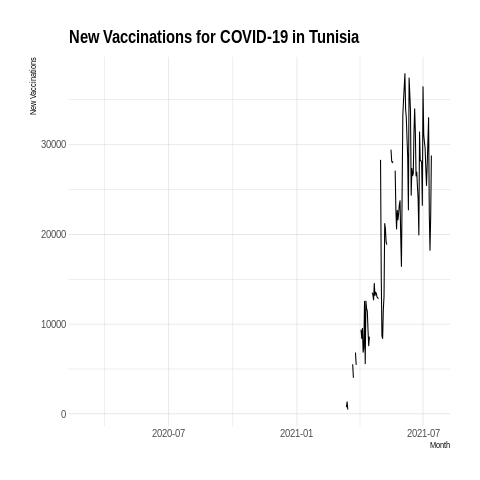 New Vaccinations for COVID-19 in Tunisia
New Vaccinations
30000
20000
10000
0
2020-07
2021-01
2021-07
Month